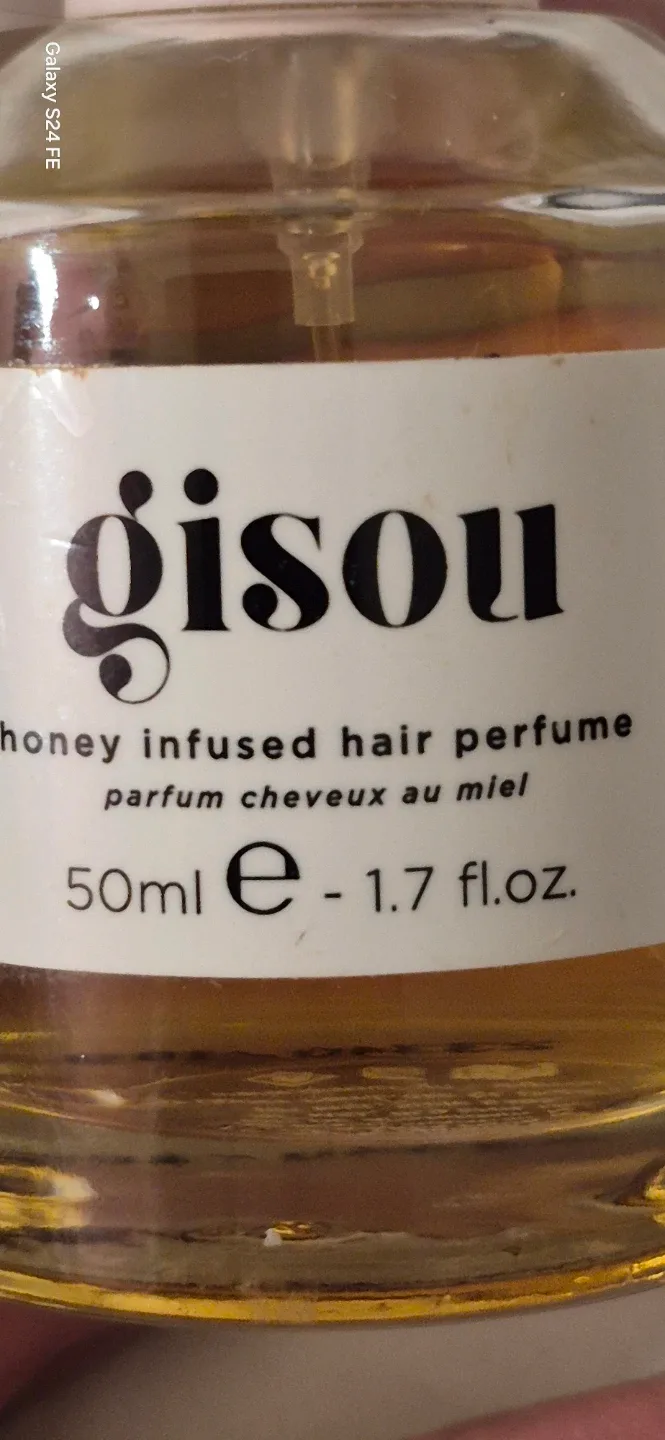 Galaxy S24 FE
gisou
honey infused hair perfume
parfum cheveux au miel
50ml ℮ - 1.7 fl.oz.